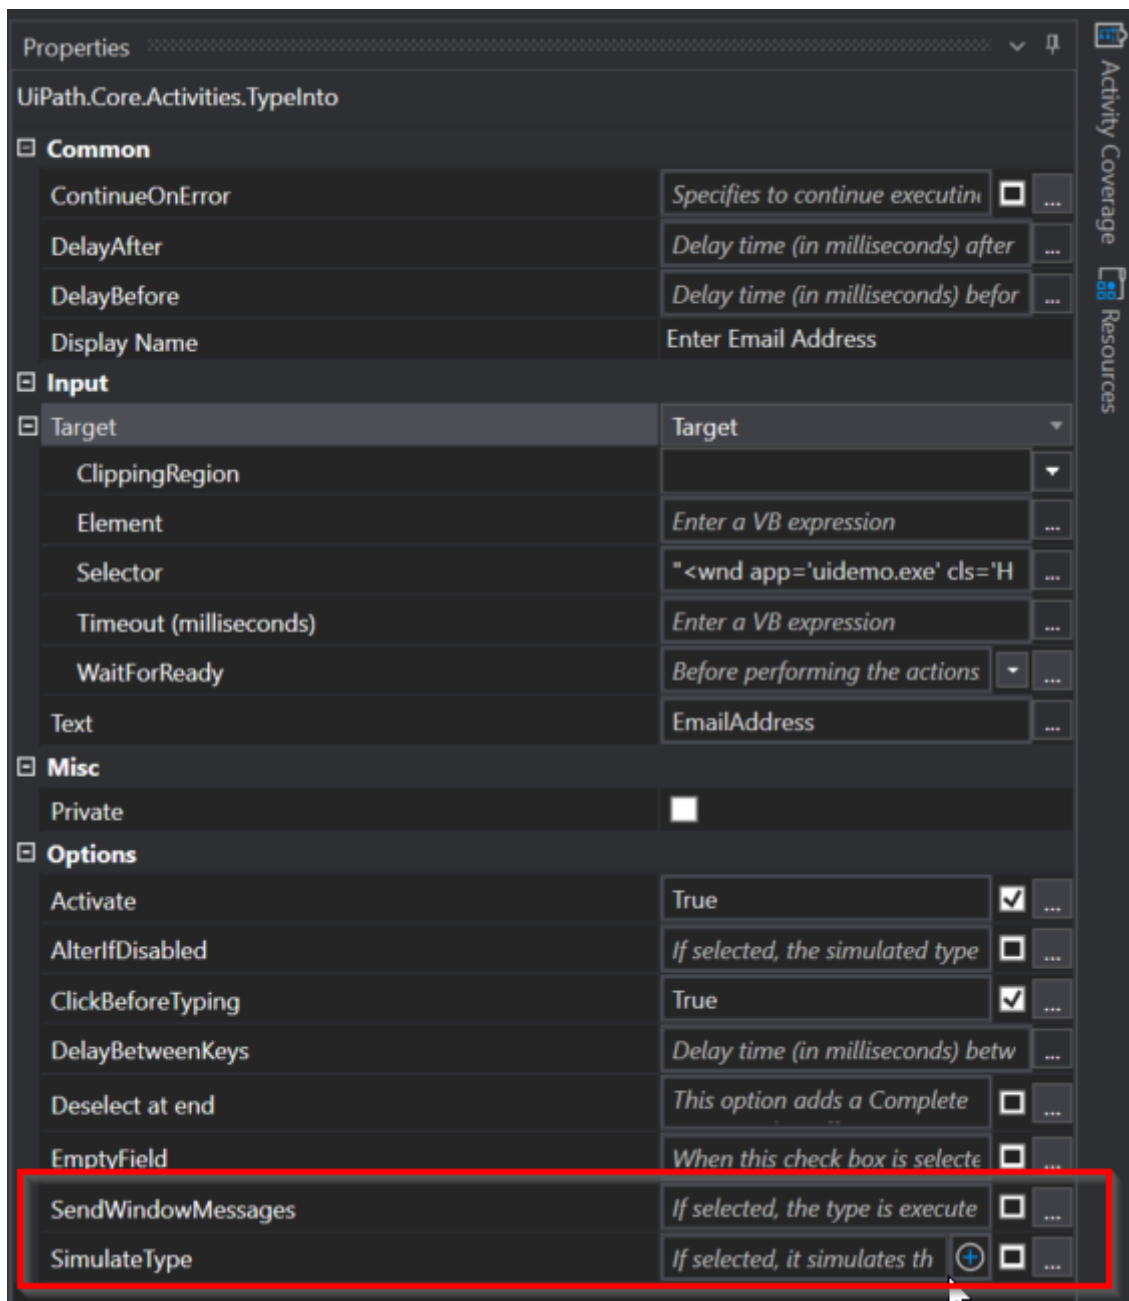 Properties
UiPath.Core.Activities.TypeInto
Common
ContinueOnError Specifies to continue executin ...
DelayAfter Delay time (in milliseconds) after ...
DelayBefore Delay time (in milliseconds) befor ...
Display Name Enter Email Address
Input
Target Target
ClippingRegion
Element Enter a VB expression ...
Selector "<wnd app='uidemo.exe' cls='H ...
Timeout (milliseconds) Enter a VB expression ...
WaitForReady Before performing the actions ...
Text EmailAddress ...
Misc
Private
Options
Activate True ...
AlterIfDisabled If selected, the simulated type ...
ClickBeforeTyping True ...
DelayBetweenKeys Delay time (in milliseconds) betw ...
Deselect at end This option adds a Complete ...
EmptyField When this check box is selecte ...
SendWindowMessages If selected, the type is execute ...
SimulateType If selected, it simulates th ...
Activity Coverage
Resources